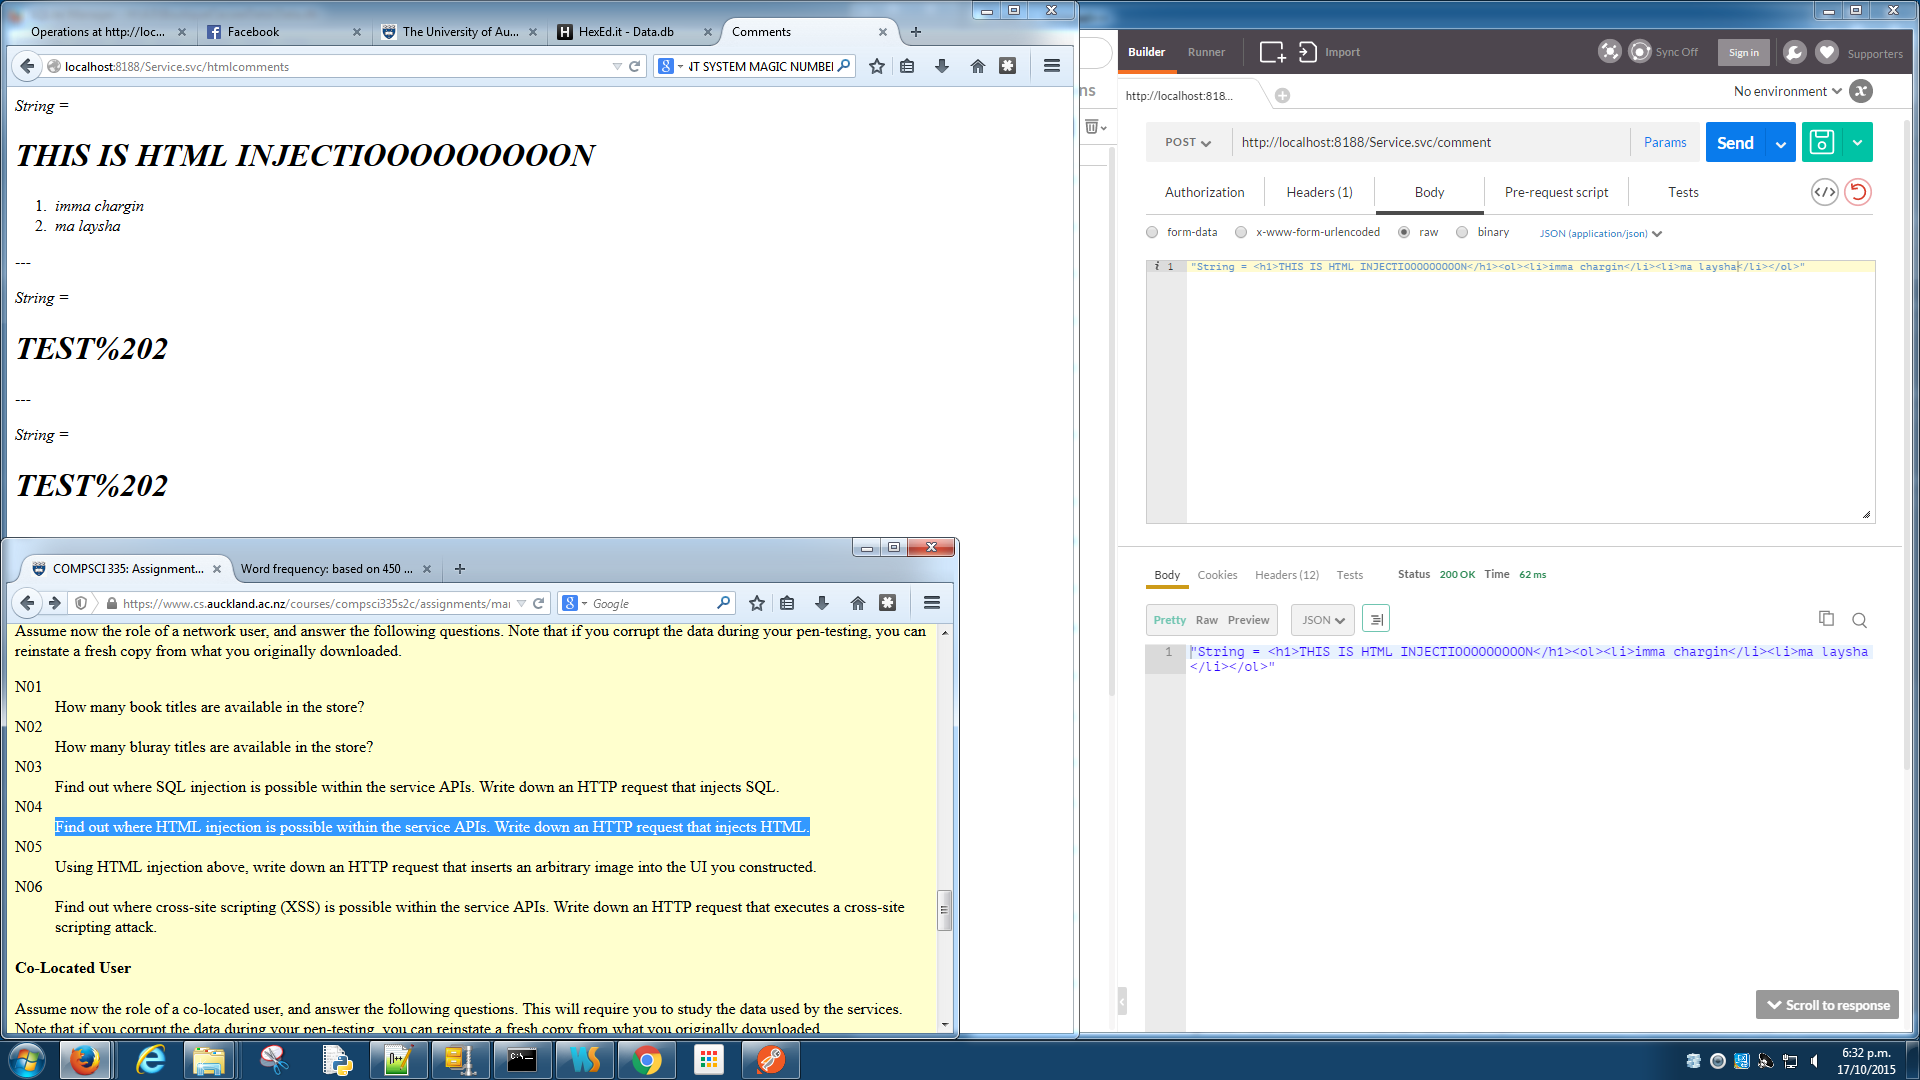 Operations at http://loc...
Facebook
The University of Au...
HexEd.it - Data.db
Comments
localhost:8188/Service.svc/htmlcomments
IT SYSTEM MAGIC NUMBER
String =
THIS IS HTML INJECTIOOOOOOOOON
1. imma chargin
2. ma laysha
---
String =
TEST%202
---
String =
TEST%202
COMPSCI 335: Assignment...
Word frequency: based on 450 ...
https://www.cs.auckland.ac.nz/courses/compsci335s2c/assignments/mai
Google
Assume now the role of a network user, and answer the following questions. Note that if you corrupt the data during your pen-testing, you can
reinstate a fresh copy from what you originally downloaded.
N01
How many book titles are available in the store?
N02
How many bluray titles are available in the store?
N03
Find out where SQL injection is possible within the service APIs. Write down an HTTP request that injects SQL.
N04
Find out where HTML injection is possible within the service APIs. Write down an HTTP request that injects HTML.
N05
Using HTML injection above, write down an HTTP request that inserts an arbitrary image into the UI you constructed.
N06
Find out where cross-site scripting (XSS) is possible within the service APIs. Write down an HTTP request that executes a cross-site
scripting attack.
Co-Located User
Assume now the role of a co-located user, and answer the following questions. This will require you to study the data used by the services.
Note that if you corrupt the data during your pen-testing, you can reinstate a fresh copy from what you originally downloaded.
ns
Builder
Runner
Import
Sync Off
Sign in
Supporters
http://localhost:818...
No environment
POST
http://localhost:8188/Service.svc/comment
Params
Send
Authorization
Headers (1)
Body
Pre-request script
Tests
form-data
x-www-form-urlencoded
raw
binary
JSON (application/json)
i 1 "String = <h1>THIS IS HTML INJECTIOOOOOOOOON</h1><ol><li>imma chargin</li><li>ma laysha</li></ol>"
Body
Cookies
Headers (12)
Tests
Status 200 OK Time 62 ms
Pretty
Raw
Preview
JSON
1 "String = <h1>THIS IS HTML INJECTIOOOOOOOOON</h1><ol><li>imma chargin</li><li>ma laysha
</li></ol>"
Scroll to response
6:32 p.m.
17/10/2015